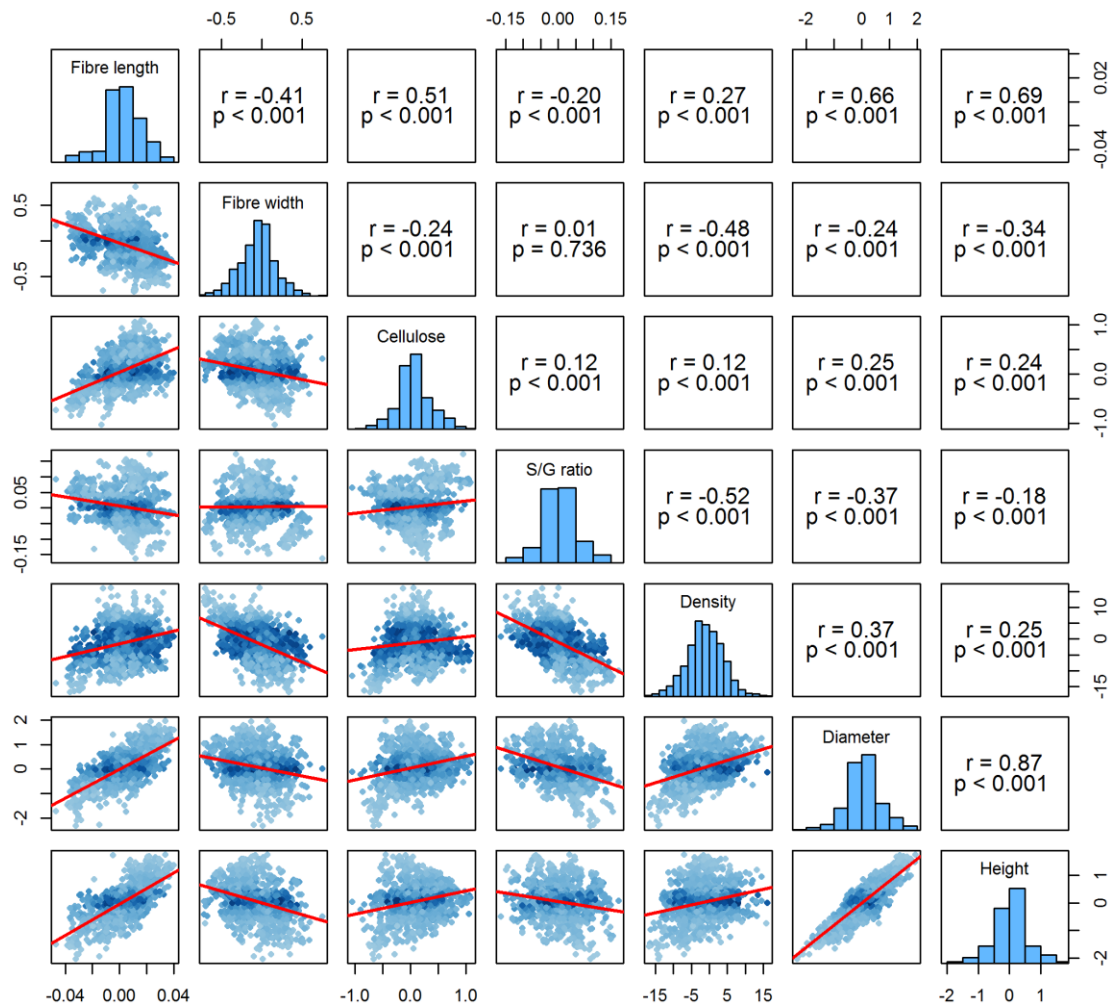 -0.5 0.5 -0.15 0.00 0.15 -2 0 1 2
Fibre length
r = -0.41
p < 0.001
r = 0.51
p < 0.001
r = -0.20
p < 0.001
r = 0.27
p < 0.001
r = 0.66
p < 0.001
r = 0.69
p < 0.001
-0.04 0.02
-0.5 0.5
Fibre width
r = -0.24
p < 0.001
r = 0.01
p = 0.736
r = -0.48
p < 0.001
r = -0.24
p < 0.001
r = -0.34
p < 0.001
Cellulose
r = 0.12
p < 0.001
r = 0.12
p < 0.001
r = 0.25
p < 0.001
r = 0.24
p < 0.001
-1.0 0.0 1.0
-0.15 0.05
S/G ratio
r = -0.52
p < 0.001
r = -0.37
p < 0.001
r = -0.18
p < 0.001
Density
r = 0.37
p < 0.001
r = 0.25
p < 0.001
-15 0 10
-2 0 1 2
Diameter
r = 0.87
p < 0.001
Height
-2 0 1
-0.04 0.00 0.04 -1.0 0.0 1.0 -15 -5 5 15 -2 -1 0 1